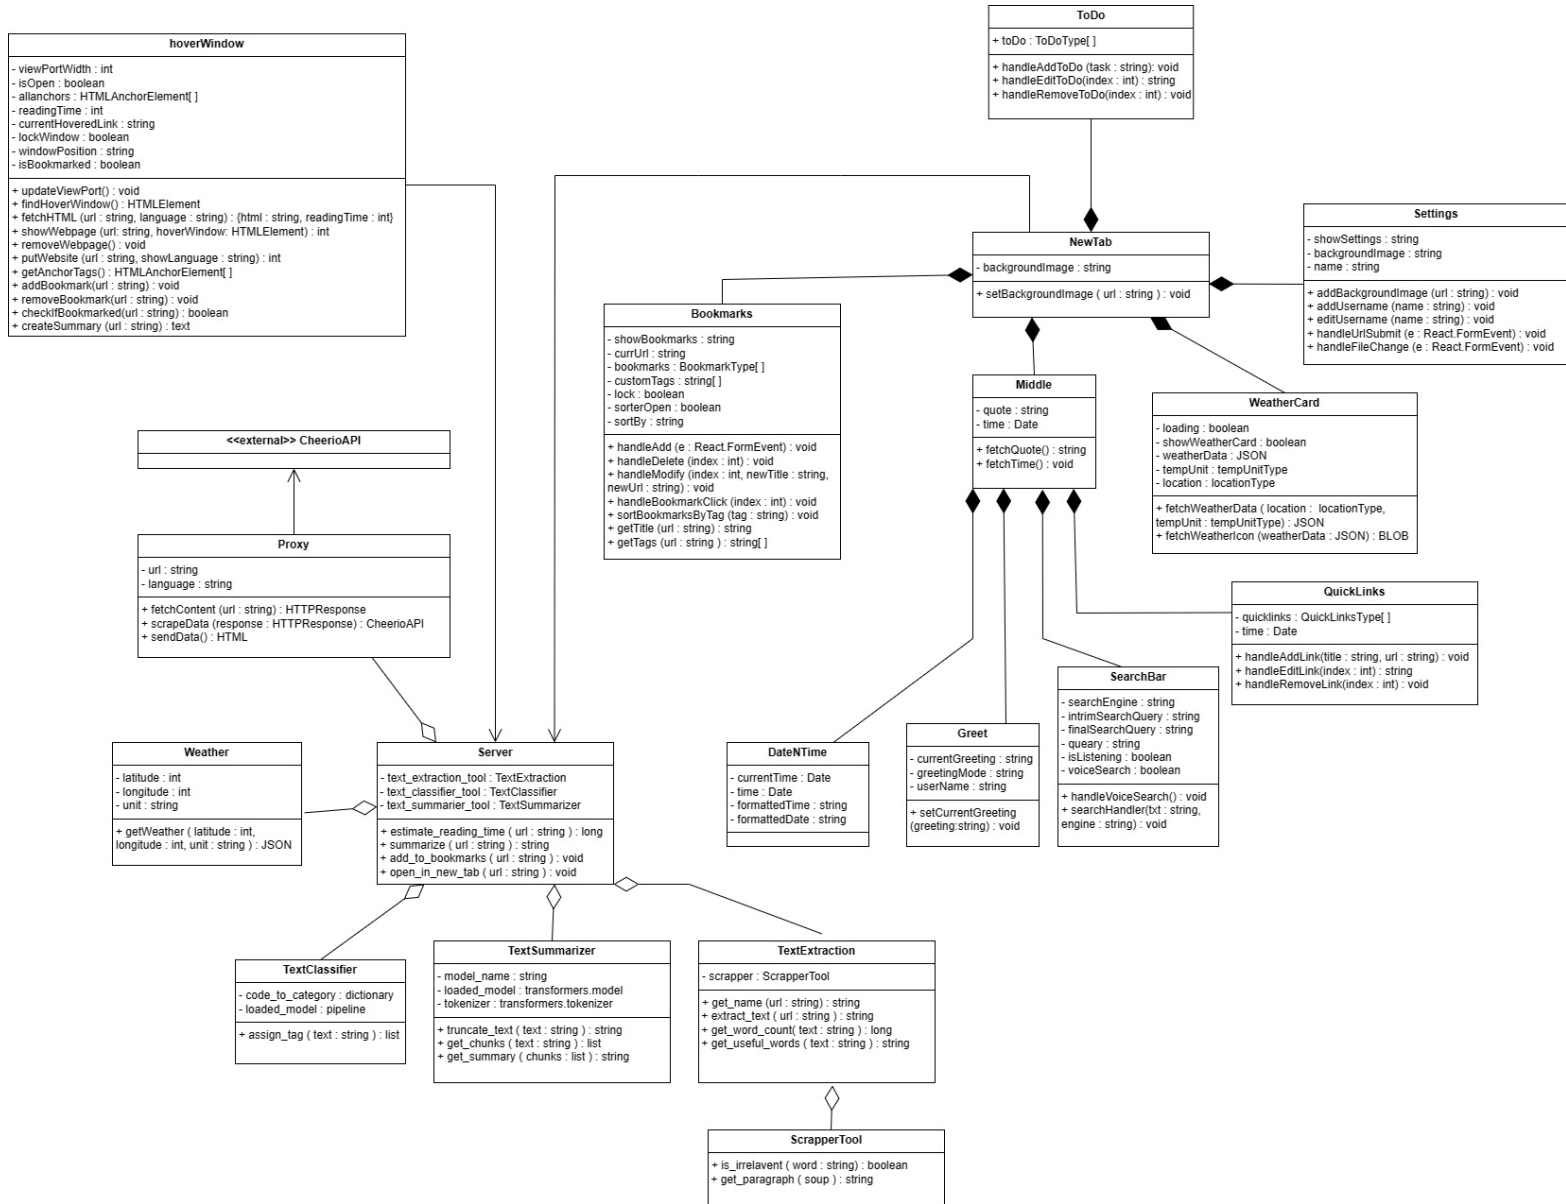 ToDo
+ toDo : ToDoType[ ]
+ handleAddToDo (task : string): void
+ handleEditToDo(index : int) : string
+ handleRemoveToDo(index : int) : void
hoverWindow
- viewPortWidth : int
- isOpen : boolean
- allanchors : HTMLAnchorElement[ ]
- readingTime : int
- currentHoveredLink : string
- lockWindow : boolean
- windowPosition : string
- isBookmarked : boolean
+ updateViewPort() : void
+ findHoverWindow() : HTMLElement
+ fetchHTML (url : string, language : string) : {html : string, readingTime : int}
+ showWebpage (url: string, hoverWindow: HTMLElement) : int
+ removeWebpage() : void
+ putWebsite (url : string, showLanguage : string) : int
+ getAnchorTags() : HTMLAnchorElement[ ]
+ addBookmark(url : string) : void
+ removeBookmark(url : string) : void
+ checkIfBookmarked(url : string) : boolean
+ createSummary (url : string) : text
NewTab
- backgroundImage : string
+ setBackgroundImage ( url : string ) : void
Settings
- showSettings : string
- backgroundImage : string
- name : string
+ addBackgroundImage (url : string) : void
+ addUsername (name : string) : void
+ editUsername (name : string) : void
+ handleUrlSubmit (e : React.FormEvent) : void
+ handleFileChange (e : React.FormEvent) : void
Bookmarks
- showBookmarks : string
- currUrl : string
- bookmarks : BookmarkType[ ]
- customTags : string[ ]
- lock : boolean
- sorterOpen : boolean
- sortBy : string
+ handleAdd (e : React.FormEvent) : void
+ handleDelete (index : int) : void
+ handleModify (index : int, newTitle : string,
newUrl : string) : void
+ handleBookmarkClick (index : int) : void
+ sortBookmarksByTag (tag : string) : void
+ getTitle (url : string) : string
+ getTags (url : string ) : string[ ]
Middle
- quote : string
- time : Date
+ fetchQuote() : string
+ fetchTime() : void
WeatherCard
- loading : boolean
- showWeatherCard : boolean
- weatherData : JSON
- tempUnit : tempUnitType
- location : locationType
+ fetchWeatherData ( location : locationType,
tempUnit : tempUnitType) : JSON
+ fetchWeatherIcon (weatherData : JSON) : BLOB
<<external>> CheerioAPI
Proxy
- url : string
- language : string
+ fetchContent (url : string) : HTTPResponse
+ scrapeData (response : HTTPResponse) : CheerioAPI
+ sendData() : HTML
QuickLinks
- quicklinks : QuickLinksType[ ]
- time : Date
+ handleAddLink(title : string, url : string) : void
+ handleEditLink(index : int) : string
+ handleRemoveLink(index : int) : void
SearchBar
- searchEngine : string
- intrimSearchQuery : string
- finalSearchQuery : string
- queary : string
- isListening : boolean
- voiceSearch : boolean
+ handleVoiceSearch() : void
+ searchHandler(txt : string,
engine : string) : void
Greet
- currentGreeting : string
- greetingMode : string
- userName : string
+ setCurrentGreeting
(greeting:string) : void
DateNTime
- currentTime : Date
- time : Date
- formattedTime : string
- formattedDate : string
Weather
- latitude : int
- longitude : int
- unit : string
+ getWeather ( latitude : int,
longitude : int, unit : string ) : JSON
Server
- text_extraction_tool : TextExtraction
- text_classifier_tool : TextClassifier
- text_summarier_tool : TextSummarizer
+ estimate_reading_time ( url : string ) : long
+ summarize ( url : string ) : string
+ add_to_bookmarks ( url : string ) : void
+ open_in_new_tab ( url : string ) : void
TextClassifier
- code_to_category : dictionary
- loaded_model : pipeline
+ assign_tag ( text : string ) : list
TextSummarizer
- model_name : string
- loaded_model : transformers.model
- tokenizer : transformers.tokenizer
+ truncate_text ( text : string ) : string
+ get_chunks ( text : string ) : list
+ get_summary ( chunks : list ) : string
TextExtraction
- scrapper : ScrapperTool
+ get_name (url : string) : string
+ extract_text ( url : string ) : string
+ get_word_count( text : string ) : long
+ get_useful_words ( text : string ) : string
ScrapperTool
+ is_irrelavent ( word : string) : boolean
+ get_paragraph ( soup ) : string